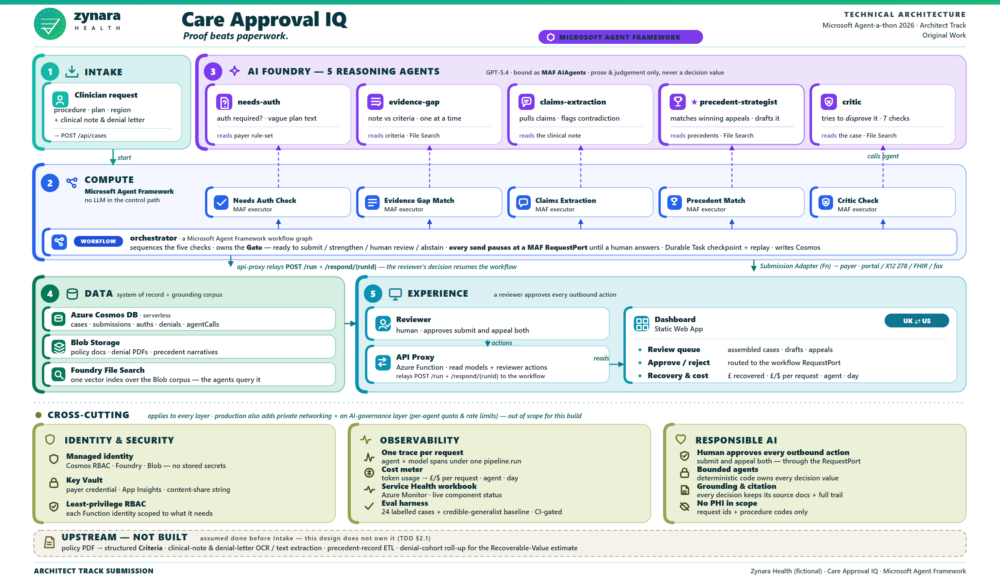 zynara
HEALTH
Care Approval IQ
Proof beats paperwork.
MICROSOFT AGENT FRAMEWORK
TECHNICAL ARCHITECTURE
Microsoft Agent-a-thon 2026 · Architect Track
Original Work
1 INTAKE
Clinician request
procedure · plan · region
+ clinical note & denial letter
→ POST /api/cases
start
3 AI FOUNDRY — 5 REASONING AGENTS
GPT-5.4 · bound as MAF AIAgents · prose & judgement only, never a decision value
needs-auth
auth required? · vague plan text
reads payer rule-set
evidence-gap
note vs criteria · one at a time
reads criteria · File Search
claims-extraction
pulls claims · flags contradiction
reads the clinical note
★ precedent-strategist
matches winning appeals · drafts it
reads precedents · File Search
critic
tries to disprove it · 7 checks
reads the case · File Search
calls agent
2 COMPUTE
Microsoft Agent Framework
no LLM in the control path
Needs Auth Check
MAF executor
Evidence Gap Match
MAF executor
Claims Extraction
MAF executor
Precedent Match
MAF executor
Critic Check
MAF executor
WORKFLOW
orchestrator · a Microsoft Agent Framework workflow graph
sequences the five checks · owns the Gate — ready to submit / strengthen / human review / abstain · every send pauses at a MAF RequestPort until a human answers · Durable Task checkpoint + replay · writes Cosmos
api-proxy relays POST /run + /respond/{runId} — the reviewer's decision resumes the workflow
Submission Adapter (Fn) → payer · portal / X12 278 / FHIR / fax
4 DATA system of record + grounding corpus
Azure Cosmos DB · serverless
cases · submissions · auths · denials · agentCalls
Blob Storage
policy docs · denial PDFs · precedent narratives
Foundry File Search
one vector index over the Blob corpus — the agents query it
5 EXPERIENCE a reviewer approves every outbound action
Reviewer
human · approves submit and appeal both
actions
API Proxy
Azure Function · read models + reviewer actions
relays POST /run + /respond/{runId} to the workflow
reads
Dashboard
Static Web App
UK ⇄ US
• Review queue assembled cases · drafts · appeals
• Approve / reject routed to the workflow RequestPort
• Recovery & cost £ recovered · £/$ per request · agent · day
CROSS-CUTTING applies to every layer · production also adds private networking + an AI-governance layer (per-agent quota & rate limits) — out of scope for this build
IDENTITY & SECURITY
Managed identity
Cosmos RBAC · Foundry · Blob — no stored secrets
Key Vault
payer credential · App Insights · content-share string
Least-privilege RBAC
each Function identity scoped to what it needs
OBSERVABILITY
One trace per request
agent + model spans under one pipeline.run
Cost meter
token usage → £/$ per request · agent · day
Service Health workbook
Azure Monitor · live component status
Eval harness
24 labelled cases + credible-generalist baseline · CI-gated
RESPONSIBLE AI
Human approves every outbound action
submit and appeal both — through the RequestPort
Bounded agents
deterministic code owns every decision value
Grounding & citation
every decision keeps its source docs + full trail
No PHI in scope
request ids + procedure codes only
UPSTREAM — NOT BUILT assumed done before Intake — this design does not own it (TDD §2.1)
policy PDF → structured Criteria · clinical-note & denial-letter OCR / text extraction · precedent-record ETL · denial-cohort roll-up for the Recoverable-Value estimate
ARCHITECT TRACK SUBMISSION
Zynara Health (fictional) · Care Approval IQ · Microsoft Agent Framework